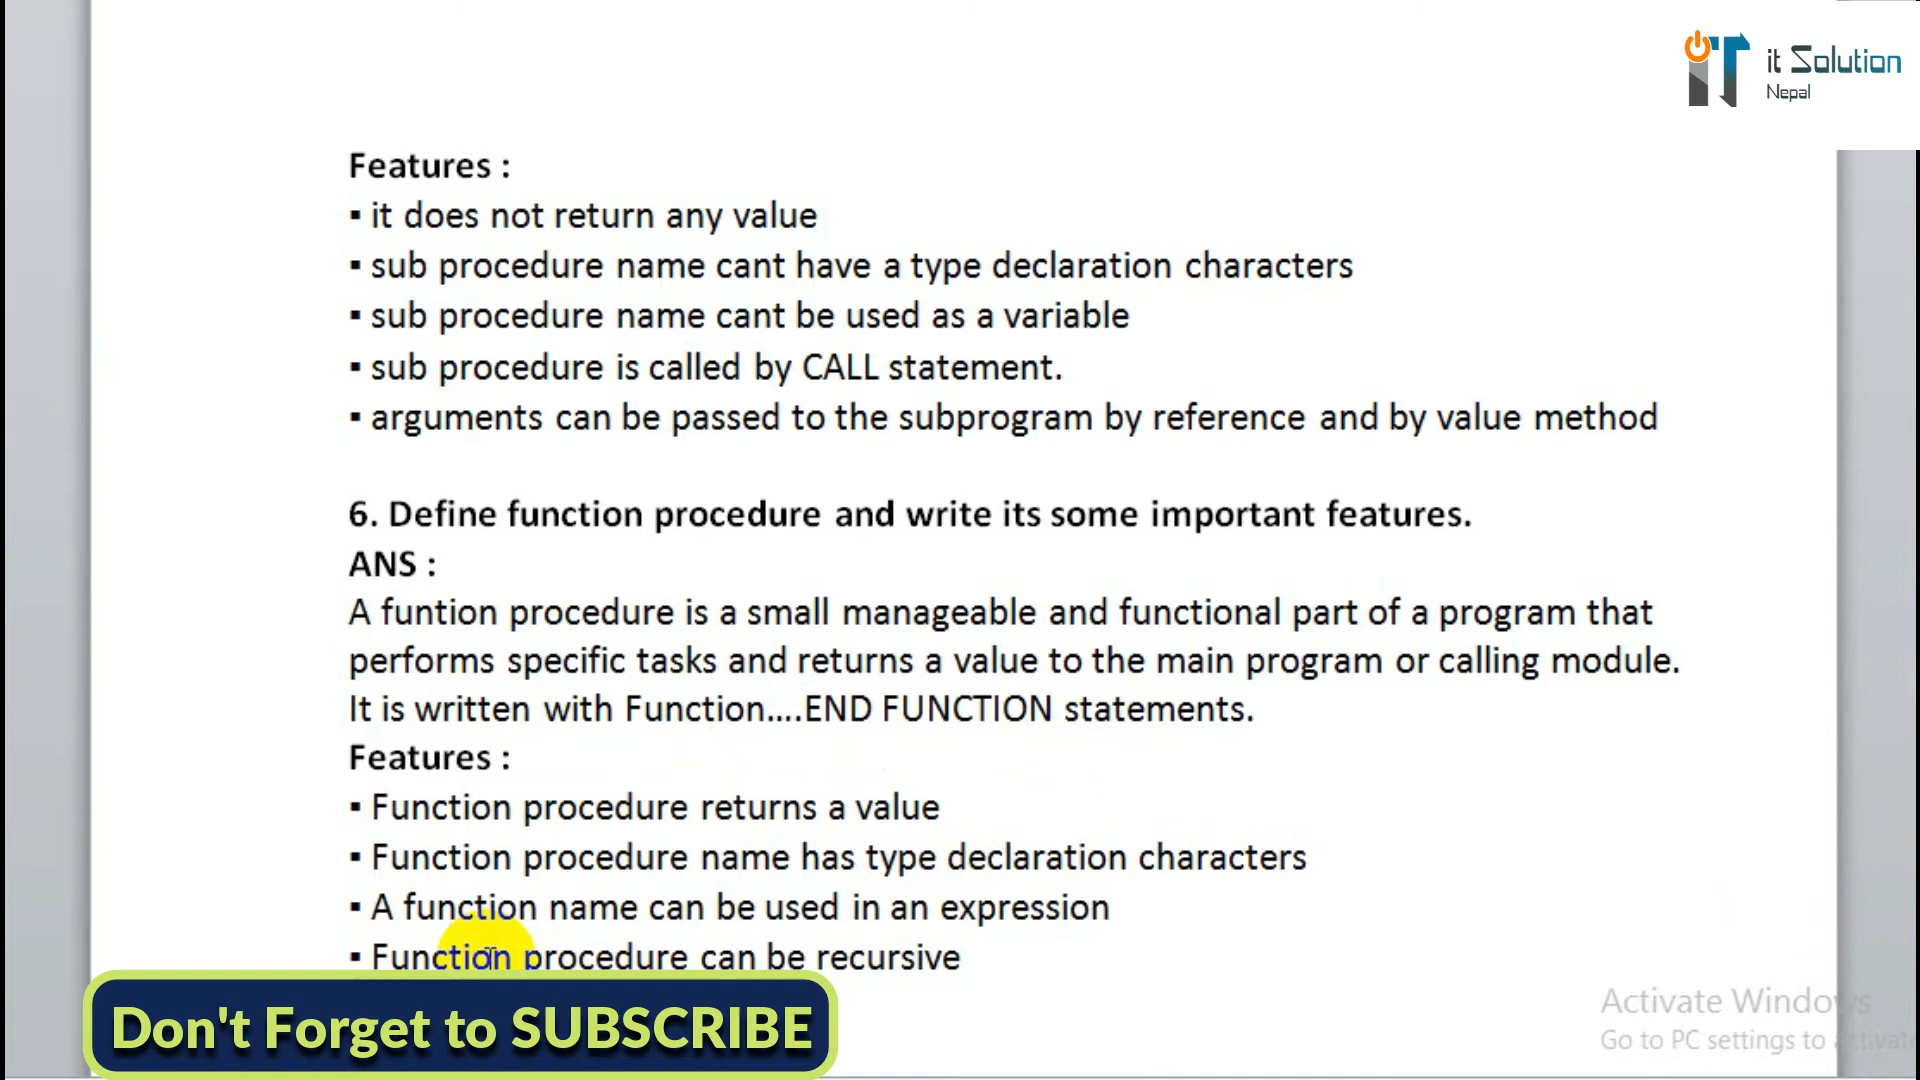 it Solution
Nepal
Features :
▪ it does not return any value
▪ sub procedure name cant have a type declaration characters
▪ sub procedure name cant be used as a variable
▪ sub procedure is called by CALL statement.
▪ arguments can be passed to the subprogram by reference and by value method
6. Define function procedure and write its some important features.
ANS :
A funtion procedure is a small manageable and functional part of a program that
performs specific tasks and returns a value to the main program or calling module.
It is written with Function....END FUNCTION statements.
Features :
▪ Function procedure returns a value
▪ Function procedure name has type declaration characters
▪ A function name can be used in an expression
▪ Function procedure can be recursive
Don't Forget to SUBSCRIBE
Activate Windows
Go to PC settings to activate